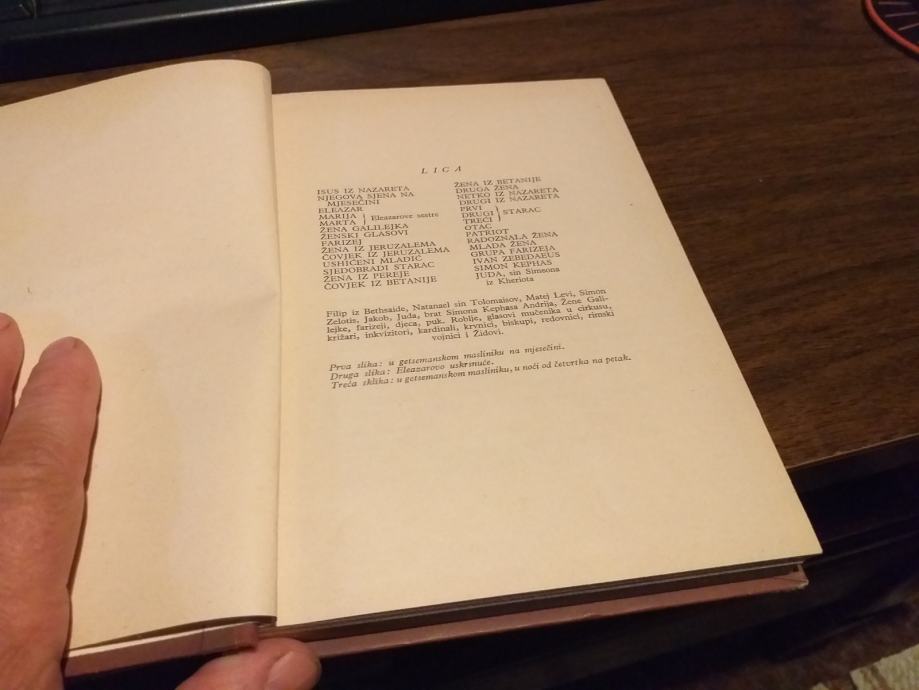 LICA
ISUS IZ NAZARETA
NJEGOVA SJENA NA
MJESEČINI
ELEAZAR
MARIJA
MARTA } Eleazarove sestre
ŽENA GALILEJKA
ŽENSKI GLASOVI
FARIZEJ
ŽENA IZ JERUZALEMA
ČOVJEK IZ JERUZALEMA
USHIĆENI MLADIĆ
SJEDOBRADI STARAC
ŽENA IZ PEREJE
ČOVJEK IZ BETANIJE
ŽENA IZ BETANIJE
DRUGA ŽENA
NETKO IZ NAZARETA
DRUGI IZ NAZARETA
PRVI
DRUGI } STARAC
TREĆI
OTAC
PATRIOT
RADOZNALA ŽENA
MLADA ŽENA
GRUPA FARIZEJA
IVAN ZEBEDAEUS
SIMON KEPHAS
JUDA, sin Simeona
iz Kheriota
Filip iz Bethsaide, Natanael sin Tolomaisov, Matej Levi, Simon
Zelotis, Jakob, Juda, brat Simona Kephasa Andrija, Žene Gali-
lejke, farizeji, djeca, puk. Roblje, glasovi mučenika u cirkusu,
križari, inkvizitori, kardinali, krvnici, biskupi, redovnici, rimski
vojnici i Židovi.
Prva slika: u getsemanskom masliniku na mjesečini.
Druga slika: Eleazarovo uskrsnuće.
Treća sklika: u getsemanskom masliniku, u noći od četvrtka na petak.